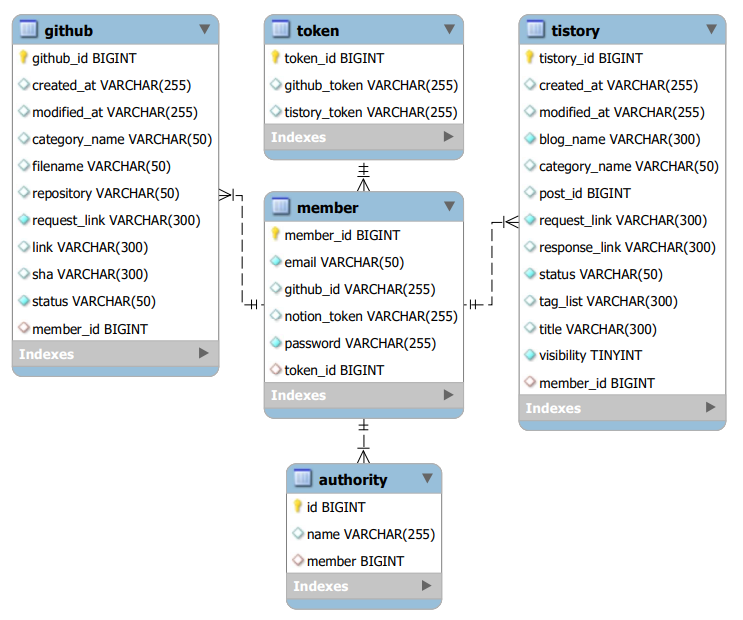 github
github_id BIGINT
created_at VARCHAR(255)
modified_at VARCHAR(255)
category_name VARCHAR(50)
filename VARCHAR(50)
repository VARCHAR(50)
request_link VARCHAR(300)
link VARCHAR(300)
sha VARCHAR(300)
status VARCHAR(50)
member_id BIGINT
Indexes
token
token_id BIGINT
github_token VARCHAR(255)
tistory_token VARCHAR(255)
Indexes
member
member_id BIGINT
email VARCHAR(50)
github_id VARCHAR(255)
notion_token VARCHAR(255)
password VARCHAR(255)
token_id BIGINT
Indexes
authority
id BIGINT
name VARCHAR(255)
member BIGINT
Indexes
tistory
tistory_id BIGINT
created_at VARCHAR(255)
modified_at VARCHAR(255)
blog_name VARCHAR(300)
category_name VARCHAR(50)
post_id BIGINT
request_link VARCHAR(300)
response_link VARCHAR(300)
status VARCHAR(50)
tag_list VARCHAR(300)
title VARCHAR(300)
visibility TINYINT
member_id BIGINT
Indexes